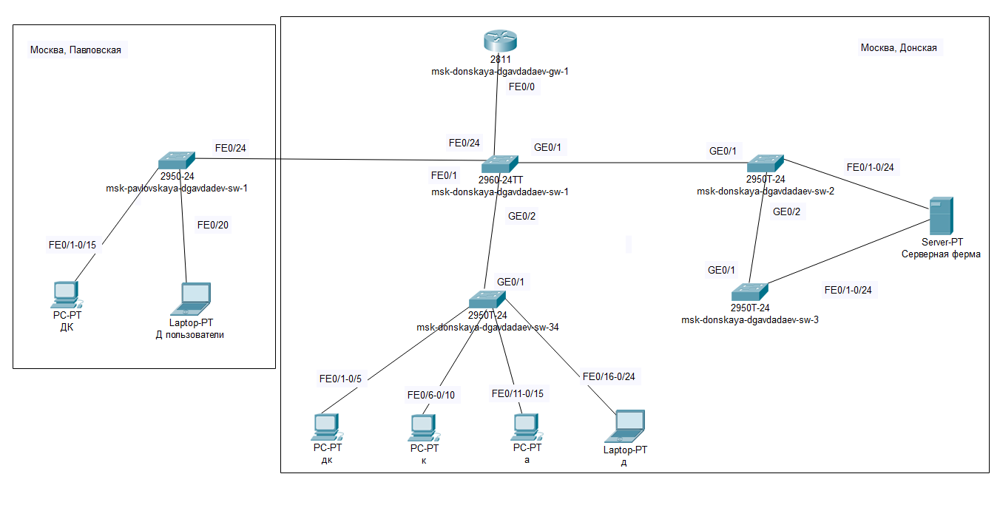 Москва, Павловская
Москва, Донская
2811
msk-donskaya-dgavdadaev-gw-1
FE0/0
FE0/24
FE0/24
GE0/1
GE0/1
FE0/1-0/24
2950-24
msk-pavlovskaya-dgavdadev-sw-1
FE0/1
2960-24TT
msk-donskaya-dgavdadaev-sw-1
2950T-24
msk-donskaya-dgavdadaev-sw-2
GE0/2
GE0/2
FE0/20
FE0/1-0/15
Server-PT
Серверная ферма
GE0/1
GE0/1
FE0/1-0/24
PC-PT
ДК
Laptop-PT
Д пользователи
2950T-24
msk-donskaya-dgavdadaev-sw-34
2950T-24
msk-donskaya-dgavdadaev-sw-3
FE0/1-0/5
FE0/6-0/10
FE0/11-0/15
FE0/16-0/24
PC-PT
дк
PC-PT
к
PC-PT
а
Laptop-PT
д